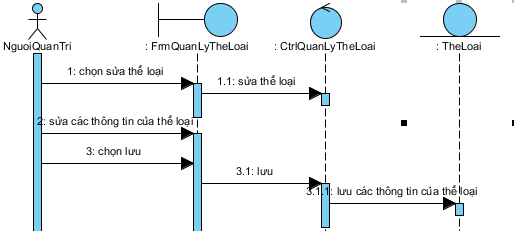 NguoiQuanTri
: FrmQuanLyTheLoai
: CtrlQuanLyTheLoai
: TheLoai
1: chọn sửa thể loại
1.1: sửa thể loại
2: sửa các thông tin của thể loại
3: chọn lưu
3.1: lưu
3.1.1: lưu các thông tin của thể loại